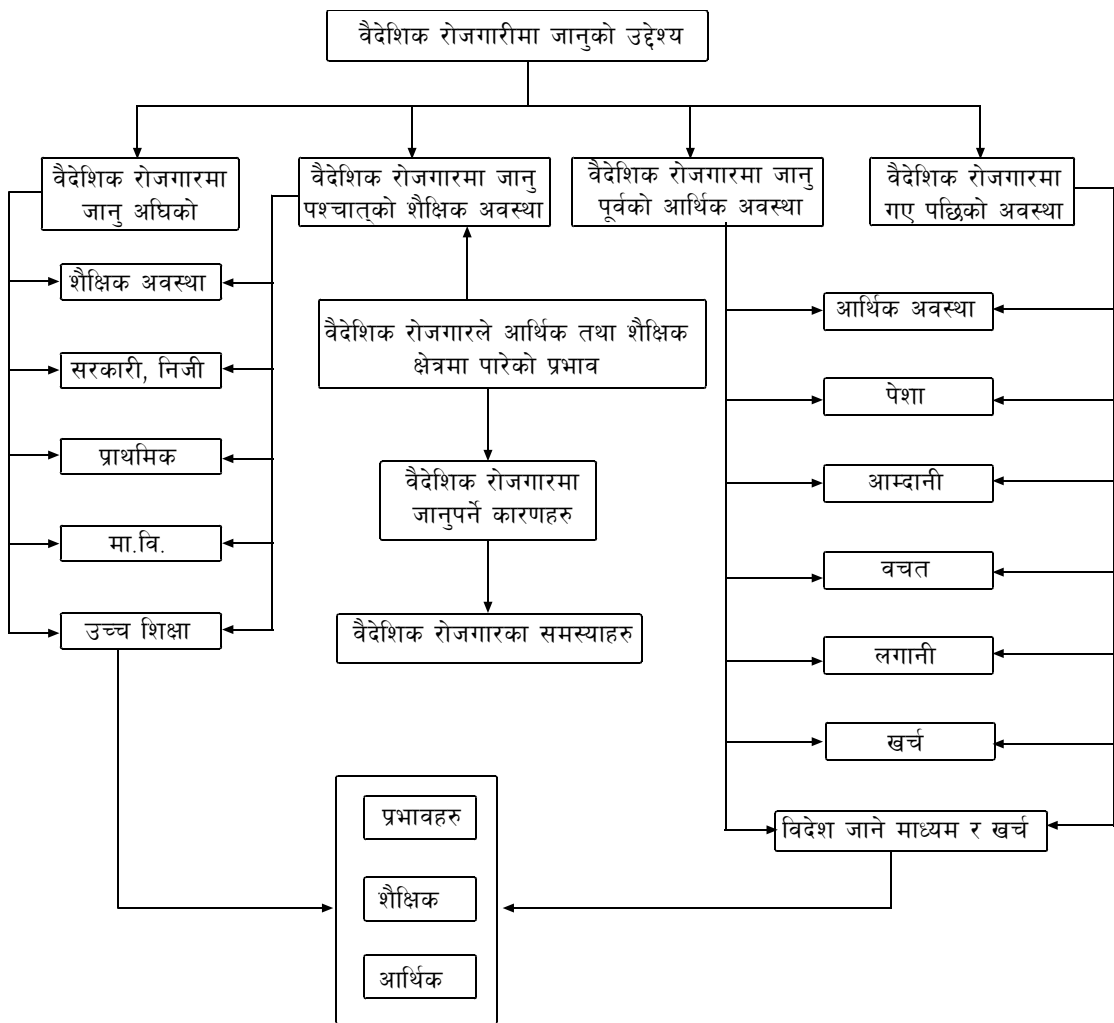 वैदेशिक रोजगारीमा जानुको उद्देश्य
वैदेशिक रोजगारमा
जानु अघिको
वैदेशिक रोजगारमा जानु
पश्चात्‌को शैक्षिक अवस्था
वैदेशिक रोजगारमा जानु
पूर्वको आर्थिक अवस्था
वैदेशिक रोजगारमा
गए पछिको अवस्था
शैक्षिक अवस्था
सरकारी, निजी
प्राथमिक
मा.वि.
उच्च शिक्षा
वैदेशिक रोजगारले आर्थिक तथा शैक्षिक
क्षेत्रमा पारेको प्रभाव
वैदेशिक रोजगारमा
जानुपर्ने कारणहरु
वैदेशिक रोजगारका समस्याहरु
आर्थिक अवस्था
पेशा
आम्दानी
वचत
लगानी
खर्च
विदेश जाने माध्यम र खर्च
प्रभावहरु
शैक्षिक
आर्थिक